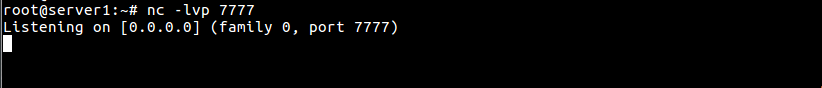 root@server1:~# nc -lvp 7777
Listening on [0.0.0.0] (family 0, port 7777)